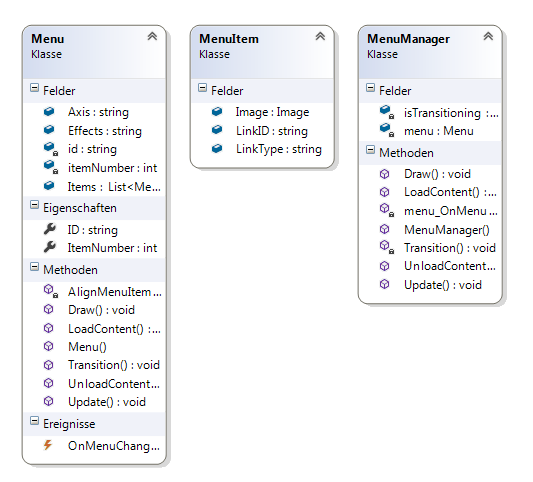 Menu
Klasse
Felder
Axis : string
Effects : string
id : string
itemNumber : int
Items : List<Me...
Eigenschaften
ID : string
ItemNumber : int
Methoden
AlignMenuItem...
Draw() : void
LoadContent() :...
Menu()
Transition() : void
UnloadContent...
Update() : void
Ereignisse
OnMenuChang...
MenuItem
Klasse
Felder
Image : Image
LinkID : string
LinkType : string
MenuManager
Klasse
Felder
isTransitioning :...
menu : Menu
Methoden
Draw() : void
LoadContent() :...
menu_OnMenu...
MenuManager()
Transition() : void
UnloadContent...
Update() : void